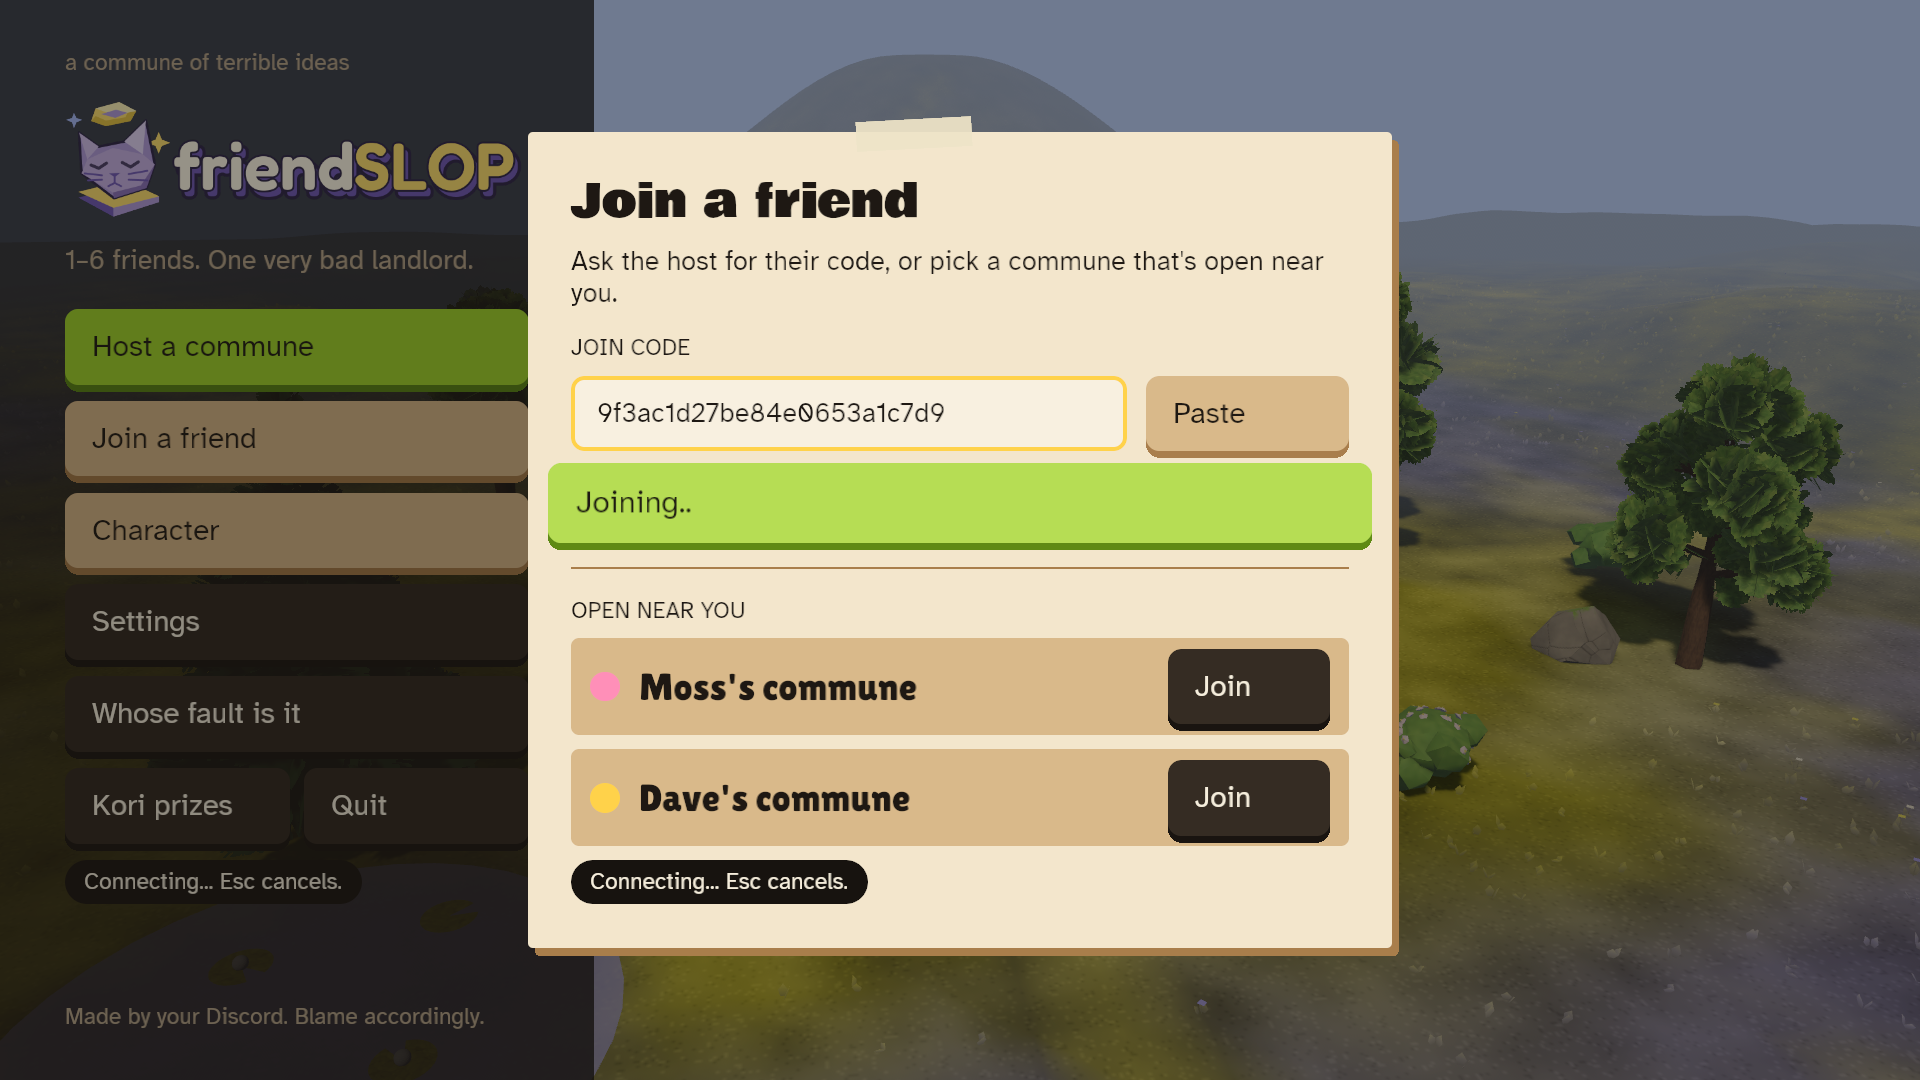 a commune of terrible ideas
friendSLOP
1–6 friends. One very bad landlord.
Host a commune
Join a friend
Character
Settings
Whose fault is it
Kori prizes
Quit
Connecting... Esc cancels.
Made by your Discord. Blame accordingly.
Join a friend
Ask the host for their code, or pick a commune that's open near
you.
JOIN CODE
9f3ac1d27be84e0653a1c7d9
Paste
Joining..
OPEN NEAR YOU
Moss's commune
Join
Dave's commune
Join
Connecting... Esc cancels.